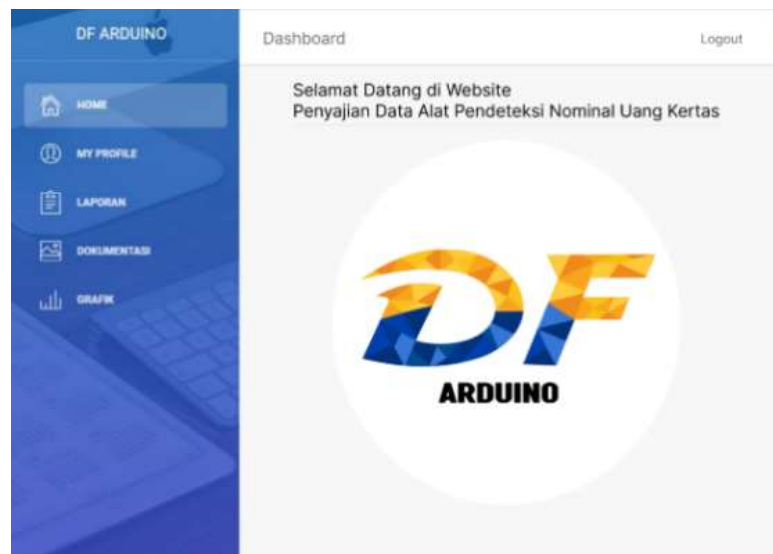 DF ARDUINO
HOME
MY PROFILE
LAPORAN
DOKUMENTASI
GRAFIK
Dashboard
Logout
Selamat Datang di Website
Penyajian Data Alat Pendeteksi Nominal Uang Kertas
DF
ARDUINO